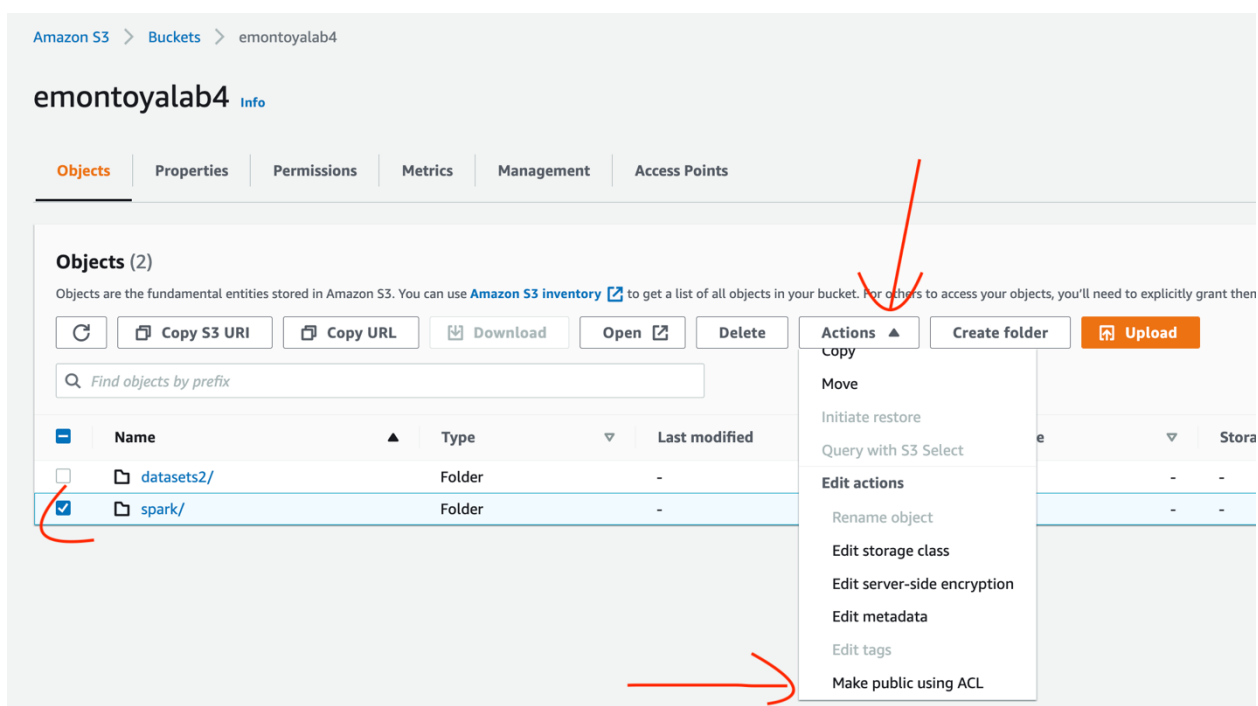 Amazon S3 > Buckets > emontoyalab4
emontoyalab4 Info
Objects Properties Permissions Metrics Management Access Points
Objects (2)
Objects are the fundamental entities stored in Amazon S3. You can use Amazon S3 inventory to get a list of all objects in your bucket. For others to access your objects, you'll need to explicitly grant them
Copy S3 URI Copy URL Download Open Delete Actions Create folder Upload
Find objects by prefix
Name Type Last modified e Stora
datasets2/ Folder - - -
spark/ Folder - - -
Copy
Move
Initiate restore
Query with S3 Select
Edit actions
Rename object
Edit storage class
Edit server-side encryption
Edit metadata
Edit tags
Make public using ACL